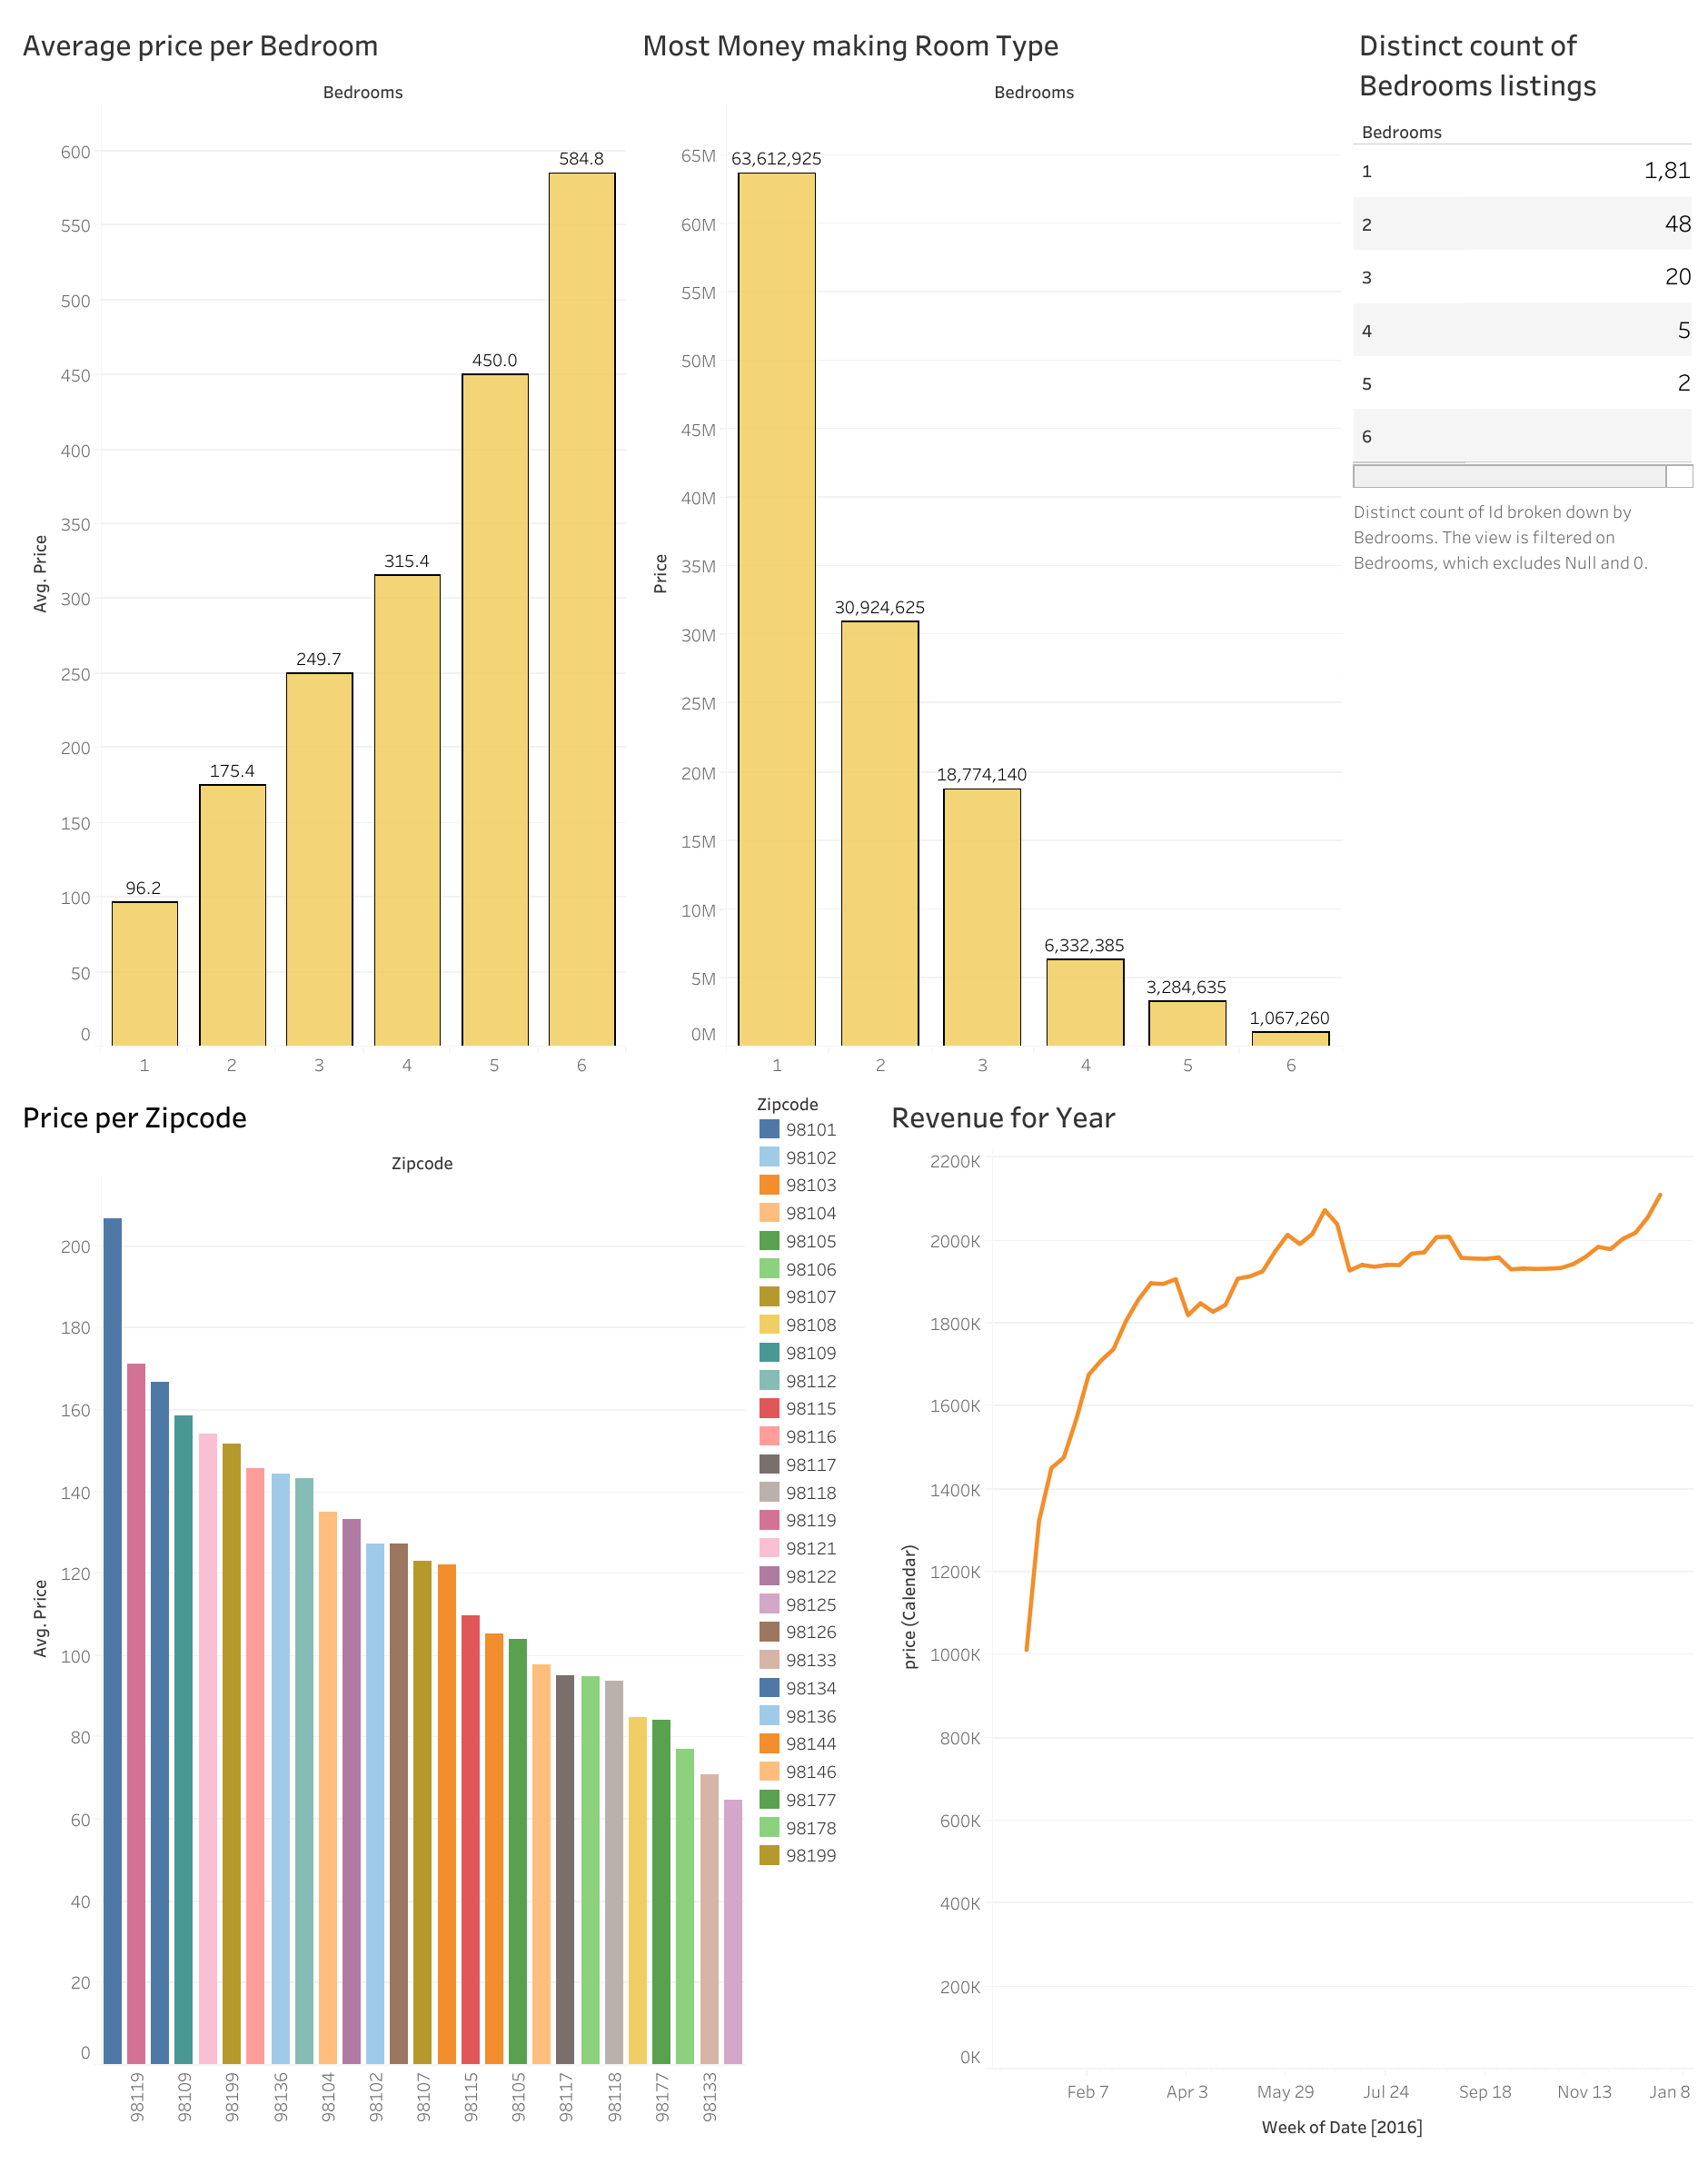 Average price per Bedroom
Bedrooms
Avg. Price
600
550
500
450
400
350
300
250
200
150
100
50
0
96.2
175.4
249.7
315.4
450.0
584.8
1 2 3 4 5 6
Most Money making Room Type
Bedrooms
Price
65M
60M
55M
50M
45M
40M
35M
30M
25M
20M
15M
10M
5M
0M
63,612,925
30,924,625
18,774,140
6,332,385
3,284,635
1,067,260
1 2 3 4 5 6
Distinct count of
Bedrooms listings
Bedrooms
1 1,81
2 48
3 20
4 5
5 2
6
Distinct count of Id broken down by
Bedrooms. The view is filtered on
Bedrooms, which excludes Null and 0.
Price per Zipcode
Zipcode
Avg. Price
200
180
160
140
120
100
80
60
40
20
0
98119 98109 98199 98136 98104 98102 98107 98115 98105 98117 98118 98177 98133
Zipcode
98101
98102
98103
98104
98105
98106
98107
98108
98109
98112
98115
98116
98117
98118
98119
98121
98122
98125
98126
98133
98134
98136
98144
98146
98177
98178
98199
Revenue for Year
price (Calendar)
2200K
2000K
1800K
1600K
1400K
1200K
1000K
800K
600K
400K
200K
0K
Feb 7 Apr 3 May 29 Jul 24 Sep 18 Nov 13 Jan 8
Week of Date [2016]